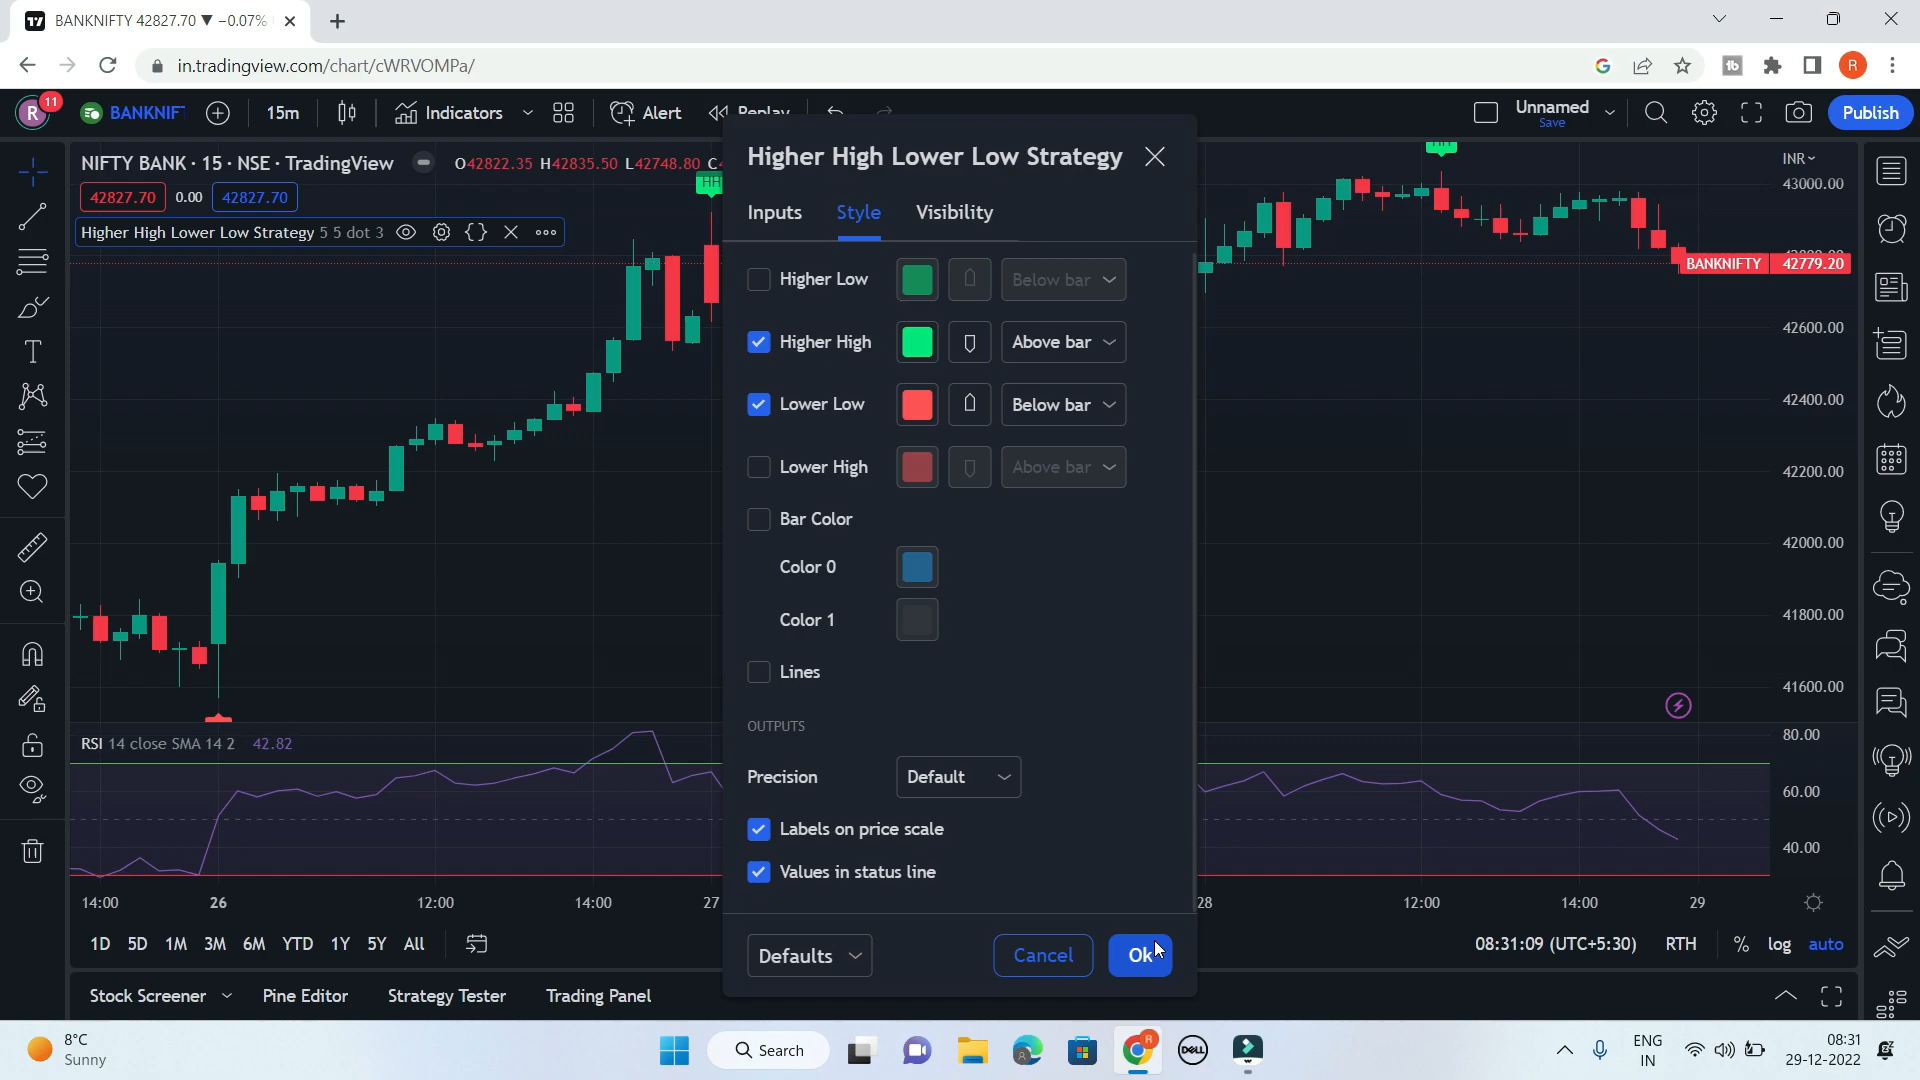 BANKNIFTY 42827.70 ▼ −0.07%
in.tradingview.com/chart/cWRVOMPa/
R
R 11
BANKNIF
15m
Indicators
Alert
Replay
Unnamed
Save
Publish
NIFTY BANK · 15 · NSE · TradingView
O42822.35 H42835.50 L42748.80 C4
42827.70 0.00 42827.70
Higher High Lower Low Strategy 5 5 dot 3
HH
HH
INR
43000.00
BANKNIFTY 42779.20
42600.00
42400.00
42200.00
42000.00
41800.00
41600.00
80.00
60.00
40.00
Higher High Lower Low Strategy
Inputs Style Visibility
Higher Low Below bar
Higher High Above bar
Lower Low Below bar
Lower High Above bar
Bar Color
Color 0
Color 1
Lines
OUTPUTS
Precision Default
Labels on price scale
Values in status line
Defaults Cancel Ok
RSI 14 close SMA 14 2 42.82
14:00 26 12:00 14:00 27 28 12:00 14:00 29
1D 5D 1M 3M 6M YTD 1Y 5Y All
08:31:09 (UTC+5:30) RTH % log auto
Stock Screener Pine Editor Strategy Tester Trading Panel
8°C
Sunny
Search
DELL
ENG
IN
08:31
29-12-2022